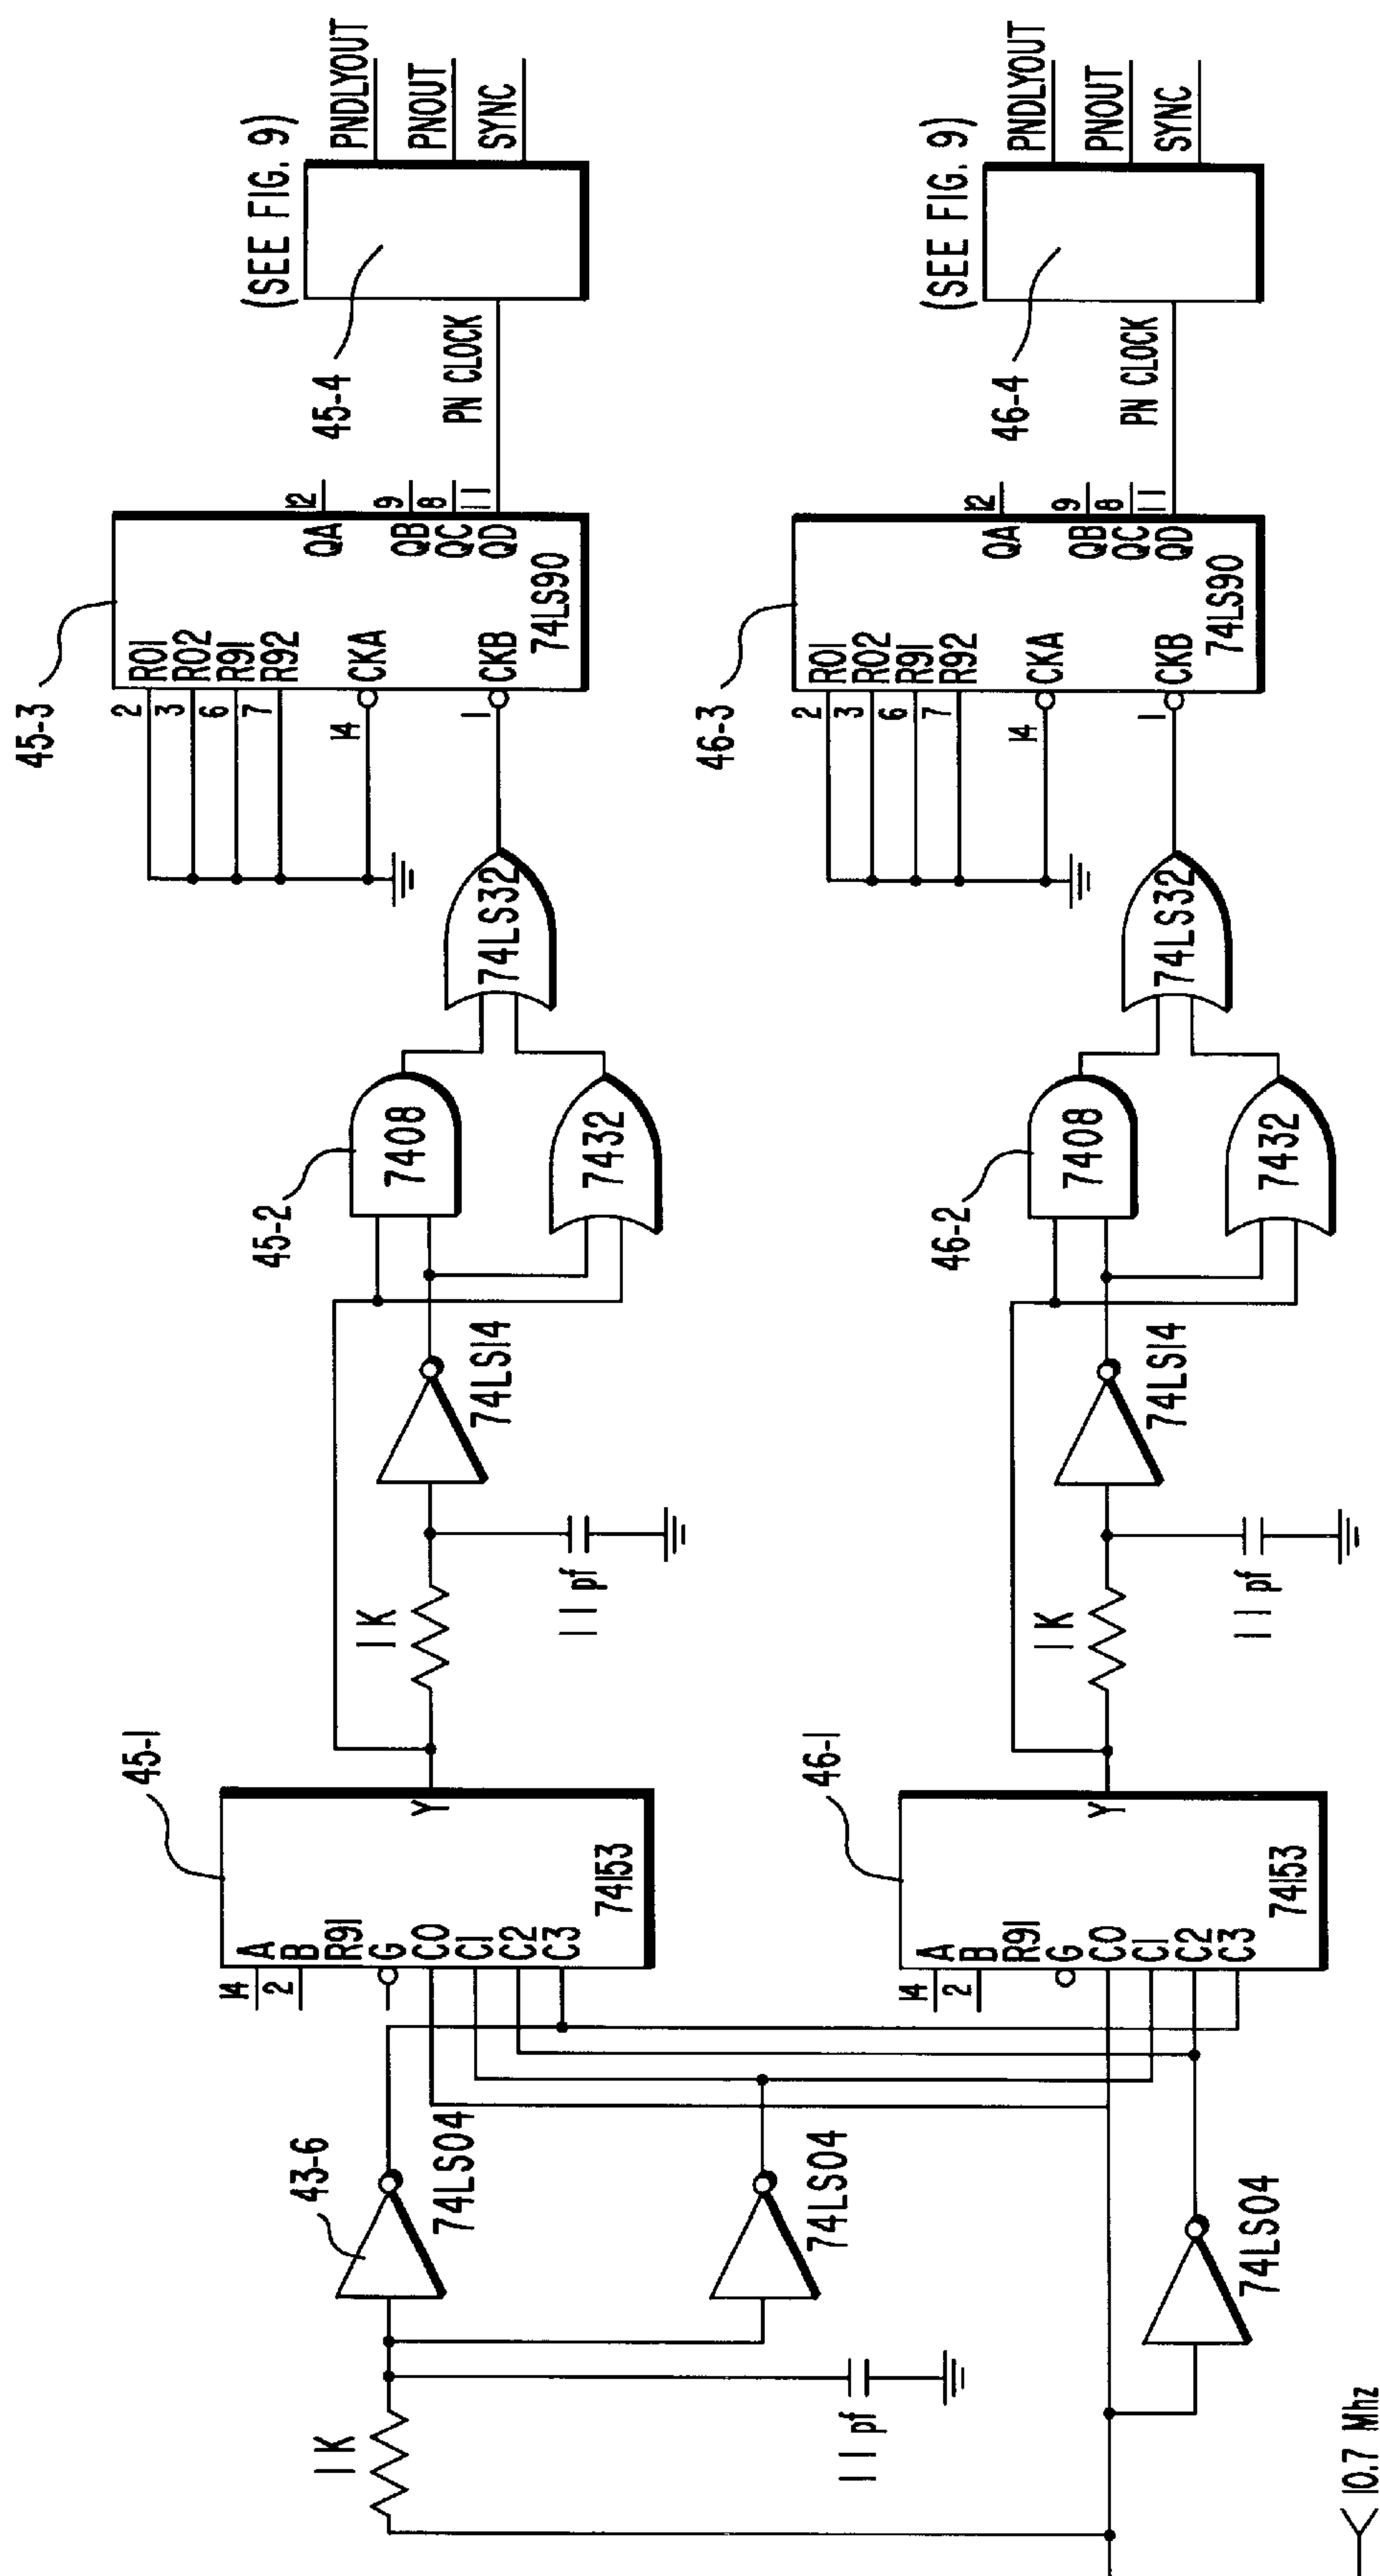 10.7 Mhz
1K
11 pf
43-6
74LS04
74LS04
74LS04
45-1
14
2
A
B
R91
G
C0
C1
C2
C3
Y
74153
1K
11 pf
74LS14
45-2
7408
7432
74LS32
45-3
2
3
6
7
14
1
R01
R02
R91
R92
CKA
CKB
QA
QB
QC
QD
74LS90
12
9
8
11
PN CLOCK
45-4
(SEE FIG. 9)
PNDLYOUT
PNOUT
SYNC
46-1
14
2
A
B
R91
G
C0
C1
C2
C3
Y
74153
1K
11 pf
74LS14
46-2
7408
7432
74LS32
46-3
2
3
6
7
14
1
R01
R02
R91
R92
CKA
CKB
QA
QB
QC
QD
74LS90
12
9
8
11
PN CLOCK
46-4
(SEE FIG. 9)
PNDLYOUT
PNOUT
SYNC